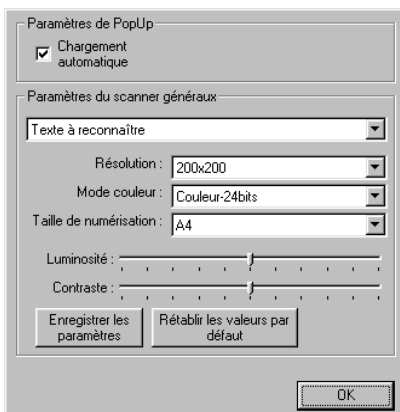 Paramètres de PopUp
Chargement
automatique
Paramètres du scanner généraux
Texte à reconnaître
Résolution : 200x200
Mode couleur : Couleur-24bits
Taille de numérisation : A4
Luminosité :
Contraste :
Enregistrer les
paramètres
Rétablir les valeurs par
défaut
OK